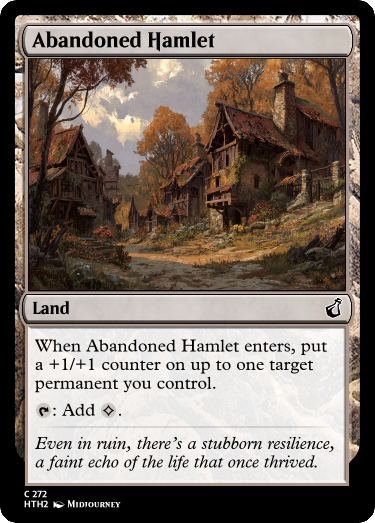 Abandoned Hamlet
Land
When Abandoned Hamlet enters, put
a +1/+1 counter on up to one target
permanent you control.
: Add .
Even in ruin, there's a stubborn resilience,
a faint echo of the life that once thrived.
C 272
HTH2 Midjourney